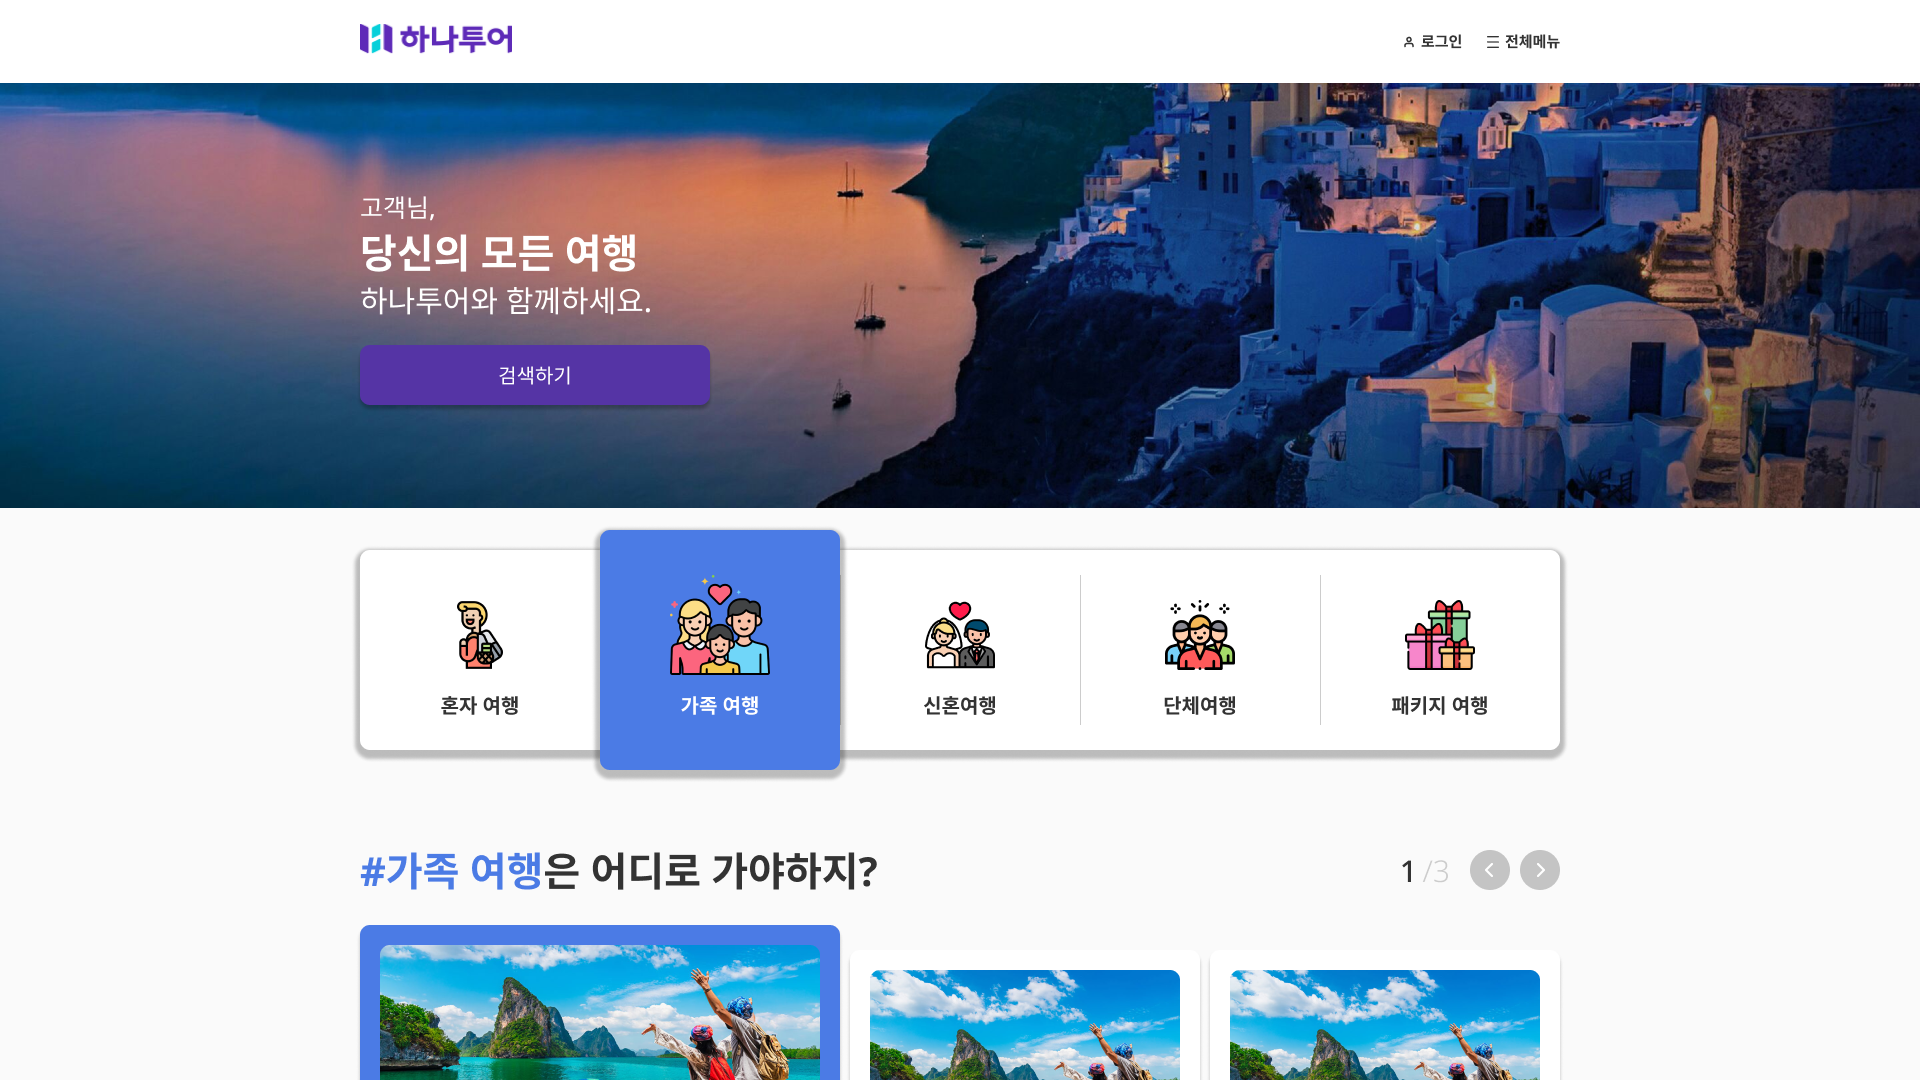 하나투어
로그인
전체메뉴
고객님,
당신의 모든 여행
하나투어와 함께하세요.
검색하기
혼자 여행
가족 여행
신혼여행
단체여행
패키지 여행
#가족 여행은 어디로 가야하지?
1 /3